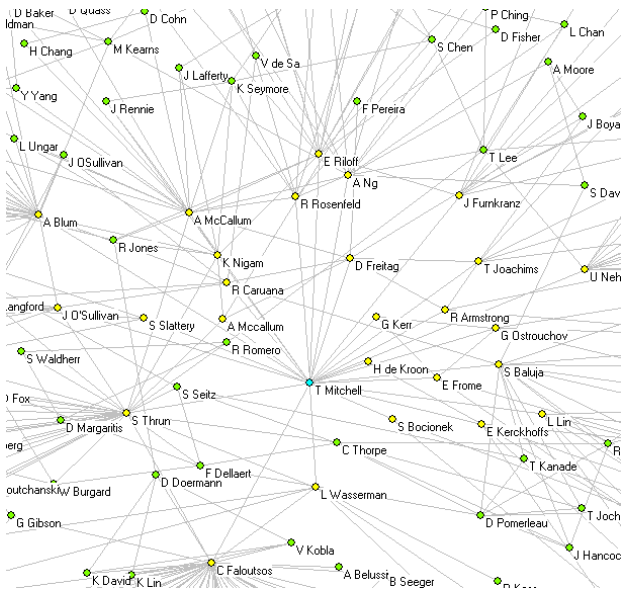 D Baker
D Quass
D Cohn
P Ching
ldman
H Chang
M Kearns
D Fisher
L Chan
S Chen
V de Sa
J Lafferty
K Seymore
A Moore
Y Yang
J Rennie
F Pereira
J Boya
L Ungar
J OSullivan
E Riloff
T Lee
A Ng
R Rosenfeld
J Furnkranz
S Dav
A Blum
A McCallum
R Jones
K Nigam
D Freitag
T Joachims
U Neh
R Caruana
angford
J O'Sullivan
S Slattery
A Mccallum
G Kerr
R Armstrong
G Ostrouchov
R Romero
S Waldherr
H de Kroon
S Baluja
T Mitchell
E Frome
S Seitz
D Fox
S Thrun
D Margaritis
S Bocionek
E Kerckhoffs
L Lin
erg
C Thorpe
R
F Dellaert
T Kanade
outchanski
W Burgard
D Doermann
L Wasserman
G Gibson
D Pomerleau
T Joch
V Kobla
J Hancoc
C Faloutsos
K David
K Lin
A Belussi
B Seeger